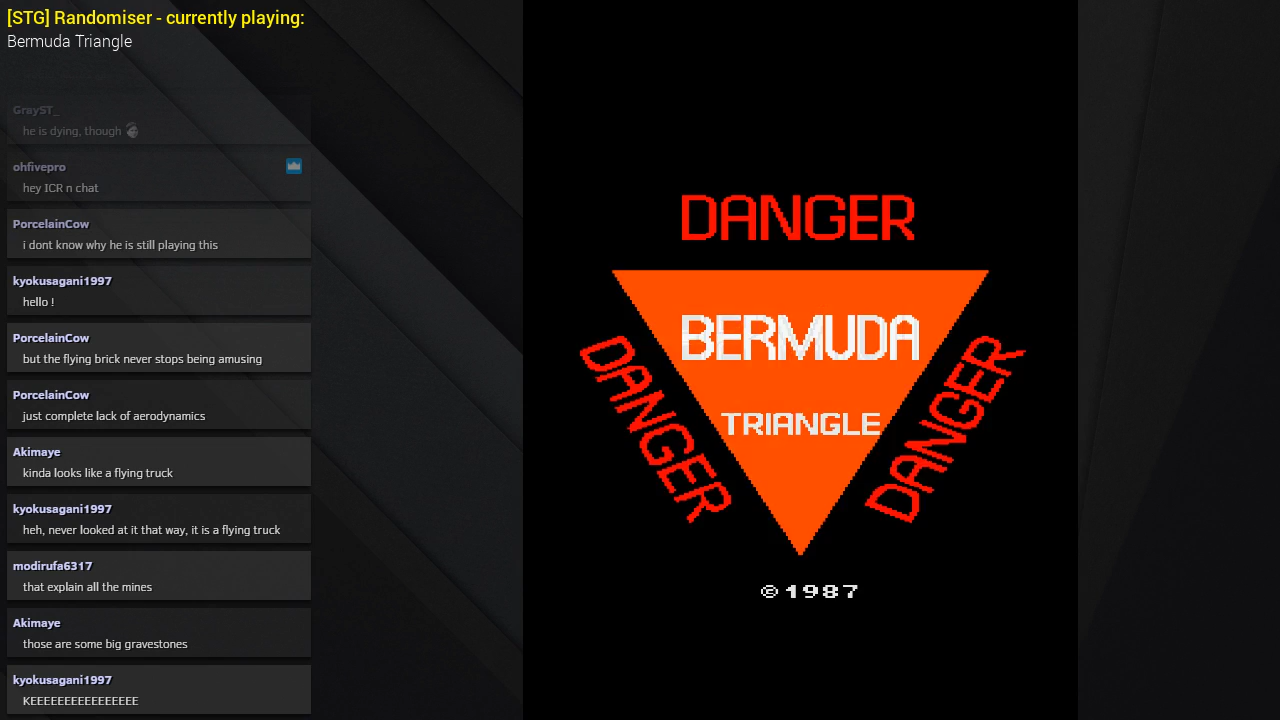 [STG] Randomiser - currently playing:
Bermuda Triangle
GrayST_
he is dying, though
ohfivepro
hey ICR n chat
PorcelainCow
i dont know why he is still playing this
kyokusagani1997
hello !
PorcelainCow
but the flying brick never stops being amusing
PorcelainCow
just complete lack of aerodynamics
Akimaye
kinda looks like a flying truck
kyokusagani1997
heh, never looked at it that way, it is a flying truck
modirufa6317
that explain all the mines
Akimaye
those are some big gravestones
kyokusagani1997
KEEEEEEEEEEEEEEEE
DANGER
BERMUDA
TRIANGLE
DANGER
DANGER
©1987